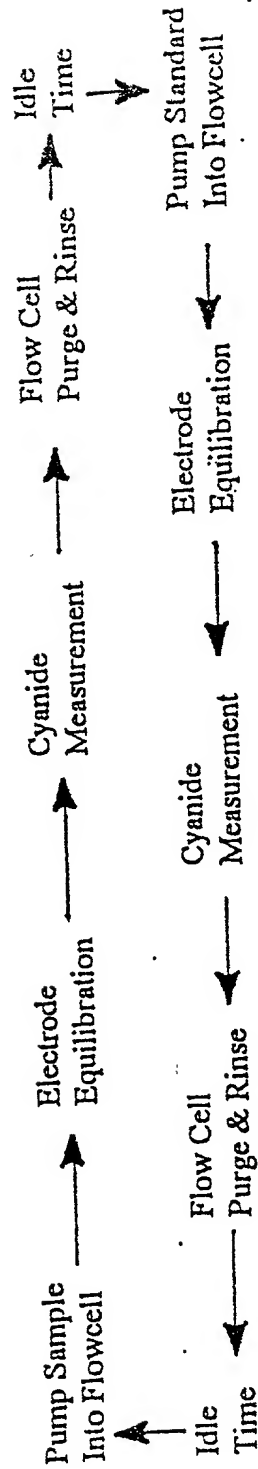 Pump Sample
Into Flowcell
Electrode
Equilibration
Cyanide
Measurement
Flow Cell
Purge & Rinse
Idle
Time
Pump Standard
Into Flowcell
Electrode
Equilibration
Cyanide
Measurement
Flow Cell
Purge & Rinse
Idle
Time